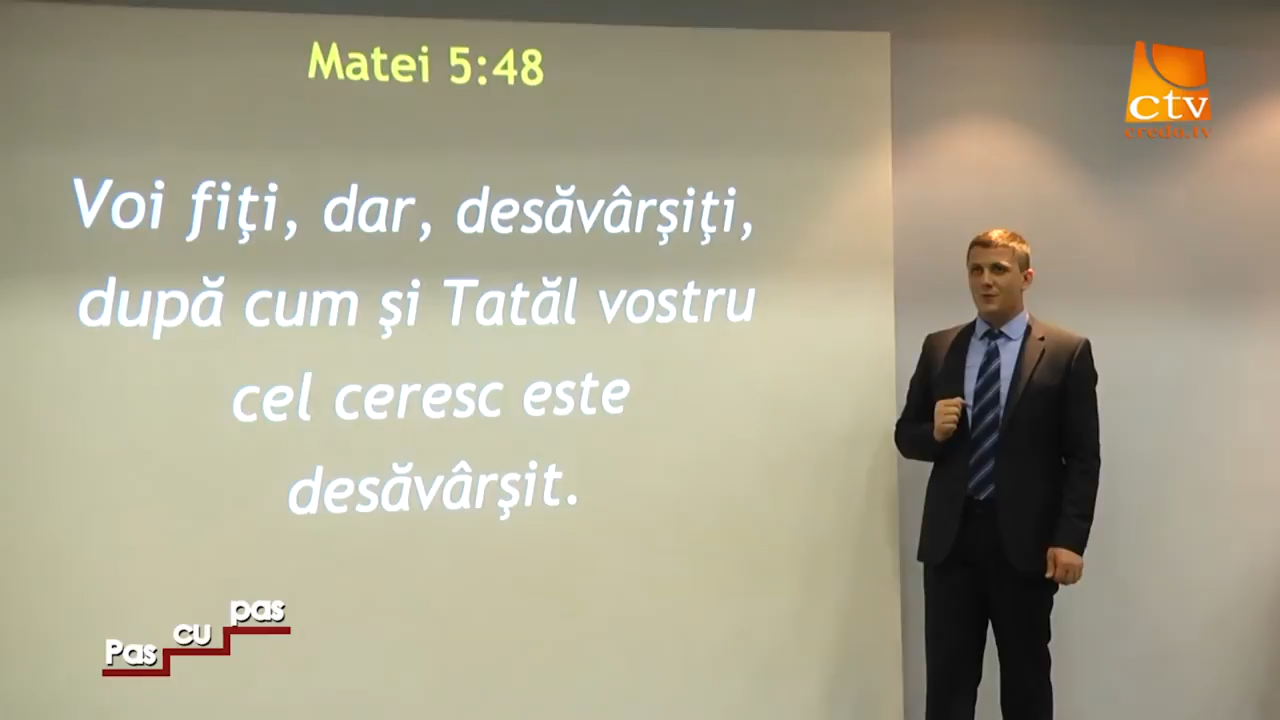 Matei 5:48
Voi fiţi, dar, desăvârşiţi,
după cum şi Tatăl vostru
cel ceresc este
desăvârşit.
ctv
credo.tv
Pas
cu
pas